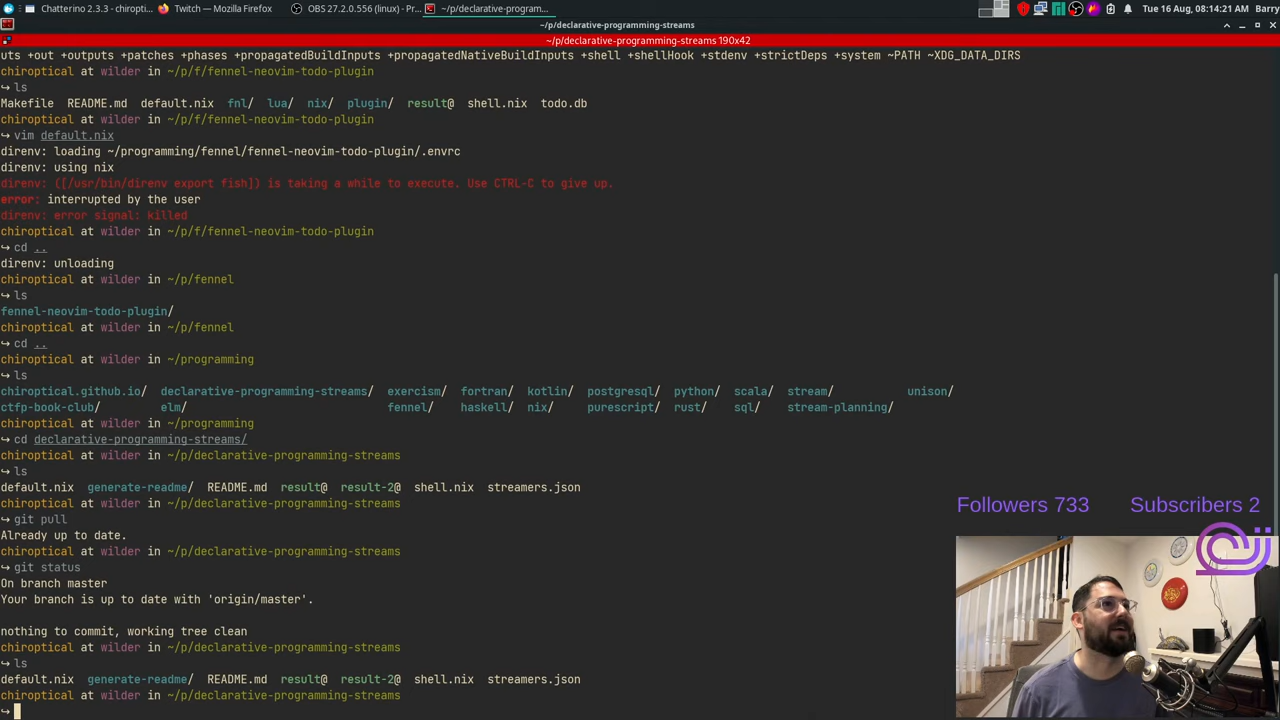 Chatterino 2.3.3 - chiropti...
Twitch — Mozilla Firefox
OBS 27.2.0.556 (linux) - Pr...
~/p/declarative-program...
Tue 16 Aug, 08:14:21 AM
Barry
~/p/declarative-programming-streams
~/p/declarative-programming-streams 190x42
uts +out +outputs +patches +phases +propagatedBuildInputs +propagatedNativeBuildInputs +shell +shellHook +stdenv +strictDeps +system ~PATH ~XDG_DATA_DIRS
chiroptical at wilder in ~/p/f/fennel-neovim-todo-plugin
↪ ls
Makefile README.md default.nix fnl/ lua/ nix/ plugin/ result@ shell.nix todo.db
chiroptical at wilder in ~/p/f/fennel-neovim-todo-plugin
↪ vim default.nix
direnv: loading ~/programming/fennel/fennel-neovim-todo-plugin/.envrc
direnv: using nix
direnv: ([/usr/bin/direnv export fish]) is taking a while to execute. Use CTRL-C to give up.
error: interrupted by the user
direnv: error signal: killed
chiroptical at wilder in ~/p/f/fennel-neovim-todo-plugin
↪ cd ..
direnv: unloading
chiroptical at wilder in ~/p/fennel
↪ ls
fennel-neovim-todo-plugin/
chiroptical at wilder in ~/p/fennel
↪ cd ..
chiroptical at wilder in ~/programming
↪ ls
chiroptical.github.io/ declarative-programming-streams/ exercism/ fortran/ kotlin/ postgresql/ python/ scala/ stream/ unison/
ctfp-book-club/ elm/ fennel/ haskell/ nix/ purescript/ rust/ sql/ stream-planning/
chiroptical at wilder in ~/programming
↪ cd declarative-programming-streams/
chiroptical at wilder in ~/p/declarative-programming-streams
↪ ls
default.nix generate-readme/ README.md result@ result-2@ shell.nix streamers.json
chiroptical at wilder in ~/p/declarative-programming-streams
↪ git pull
Already up to date.
chiroptical at wilder in ~/p/declarative-programming-streams
↪ git status
On branch master
Your branch is up to date with 'origin/master'.
nothing to commit, working tree clean
chiroptical at wilder in ~/p/declarative-programming-streams
↪ ls
default.nix generate-readme/ README.md result@ result-2@ shell.nix streamers.json
chiroptical at wilder in ~/p/declarative-programming-streams
↪
Followers 733
Subscribers 2